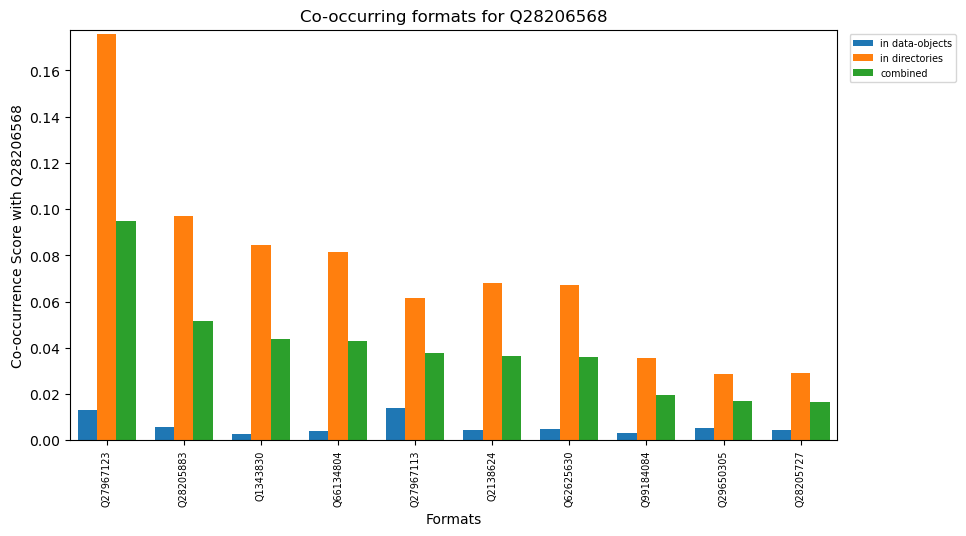 Co-occurring formats for Q28206568
in data-objects
in directories
combined
Co-occurrence Score with Q28206568
0.16
0.14
0.12
0.10
0.08
0.06
0.04
0.02
0.00
Q27967123
Q28205883
Q1343830
Q66134804
Q27967113
Q2138624
Q62625630
Q99184084
Q29650305
Q28205727
Formats